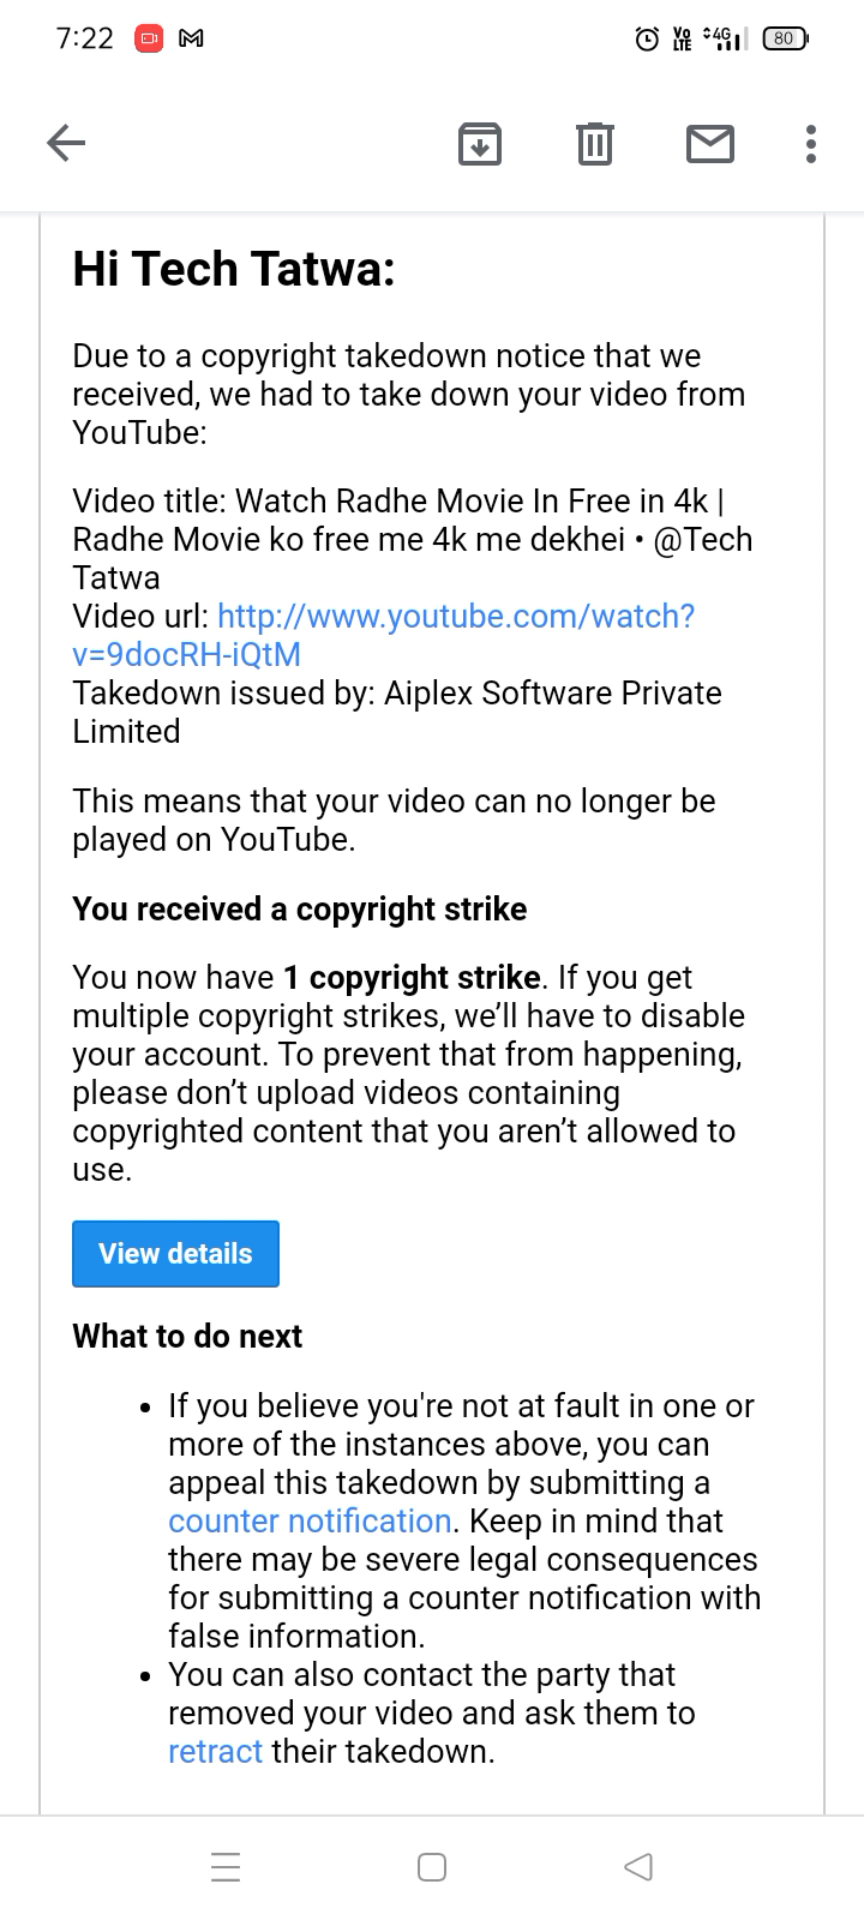 7:22
Vo LTE 4G 80
Hi Tech Tatwa:
Due to a copyright takedown notice that we
received, we had to take down your video from
YouTube:
Video title: Watch Radhe Movie In Free in 4k |
Radhe Movie ko free me 4k me dekhei • @Tech
Tatwa
Video url: http://www.youtube.com/watch?
v=9docRH-iQtM
Takedown issued by: Aiplex Software Private
Limited
This means that your video can no longer be
played on YouTube.
You received a copyright strike
You now have 1 copyright strike. If you get
multiple copyright strikes, we’ll have to disable
your account. To prevent that from happening,
please don’t upload videos containing
copyrighted content that you aren’t allowed to
use.
View details
What to do next
• If you believe you're not at fault in one or
more of the instances above, you can
appeal this takedown by submitting a
counter notification. Keep in mind that
there may be severe legal consequences
for submitting a counter notification with
false information.
• You can also contact the party that
removed your video and ask them to
retract their takedown.